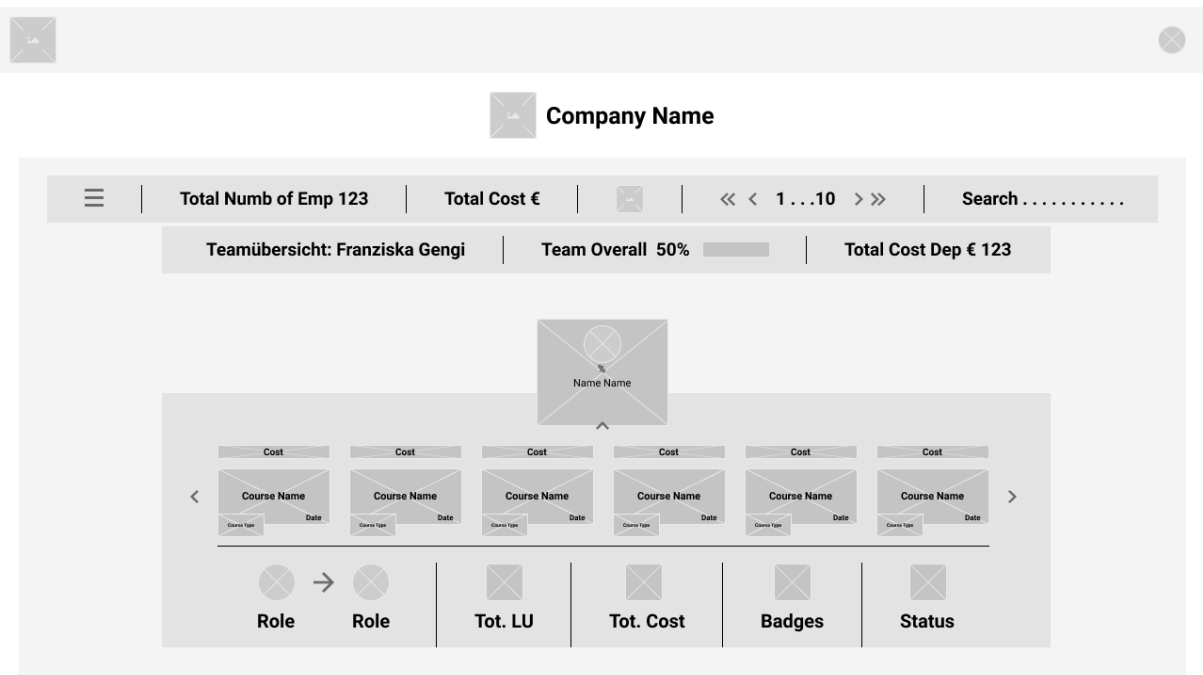 Company Name
Total Numb of Emp 123 Total Cost € 1...10 Search...........
Teamübersicht: Franziska Gengi Team Overall 50% Total Cost Dep € 123
%
Name Name
Cost Cost Cost Cost Cost Cost
Course Name Course Name Course Name Course Name Course Name Course Name
Date Date Date Date Date Date
Course Type Course Type Course Type Course Type Course Type Course Type
Role Role Tot. LU Tot. Cost Badges Status